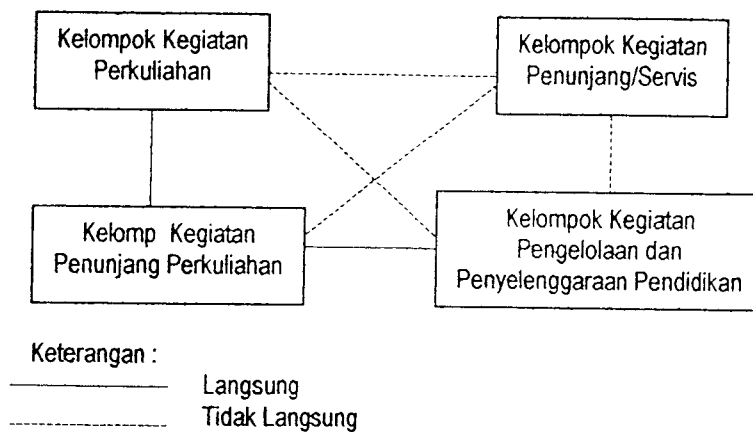 Kelompok Kegiatan
Perkuliahan
Kelompok Kegiatan
Penunjang/Servis
Kelomp Kegiatan
Penunjang Perkuliahan
Kelompok Kegiatan
Pengelolaan dan
Penyelenggaraan Pendidikan
Keterangan :
Langsung
Tidak Langsung